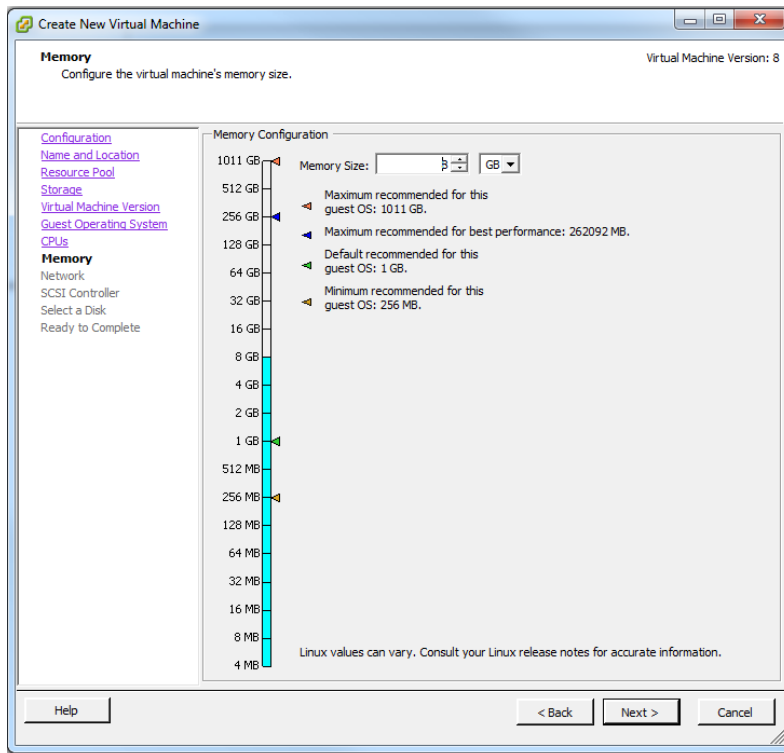 Create New Virtual Machine
Memory
Virtual Machine Version: 8
Configure the virtual machine's memory size.
Configuration
Name and Location
Resource Pool
Storage
Virtual Machine Version
Guest Operating System
CPUs
Memory
Network
SCSI Controller
Select a Disk
Ready to Complete
Memory Configuration
1011 GB
512 GB
256 GB
128 GB
64 GB
32 GB
16 GB
8 GB
4 GB
2 GB
1 GB
512 MB
256 MB
128 MB
64 MB
32 MB
16 MB
8 MB
4 MB
Memory Size: 8 GB
Maximum recommended for this
guest OS: 1011 GB.
Maximum recommended for best performance: 262092 MB.
Default recommended for this
guest OS: 1 GB.
Minimum recommended for this
guest OS: 256 MB.
Linux values can vary. Consult your Linux release notes for accurate information.
Help
< Back
Next >
Cancel